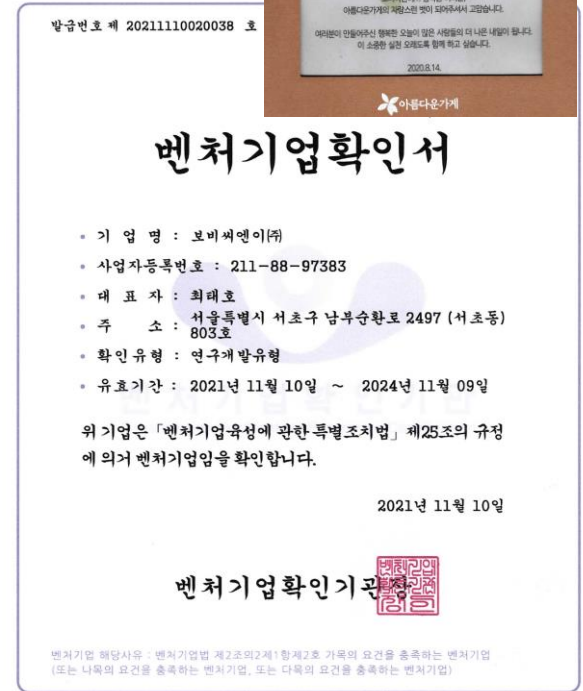 발급번호 제 20211110020038 호
아름다운가게의 자랑스런 벗이 되어주셔서 고맙습니다.
여러분이 만들어주신 행복한 오늘이 많은 사람들의 더 나은 내일이 됩니다.
이 소중한 실천 오래도록 함께 하고 싶습니다.
2020.8.14.
아름다운가게
벤처기업확인서
기 업 명 : 보비씨엔이㈜
사업자등록번호 : 211-88-97383
대 표 자 : 최태호
주 소 : 서울특별시 서초구 남부순환로 2497 (서초동)
803호
확인유형 : 연구개발유형
유효기간 : 2021년 11월 10일 ~ 2024년 11월 09일
위 기업은「벤처기업육성에 관한 특별조치법」제25조의 규정
에 의거 벤처기업임을 확인합니다.
2021년 11월 10일
벤처기업확인기관장
벤처기업 해당사유 : 벤처기업법 제2조의2제1항제2호 가목의 요건을 충족하는 벤처기업
(또는 나목의 요건을 충족하는 벤처기업, 또는 다목의 요건을 충족하는 벤처기업)